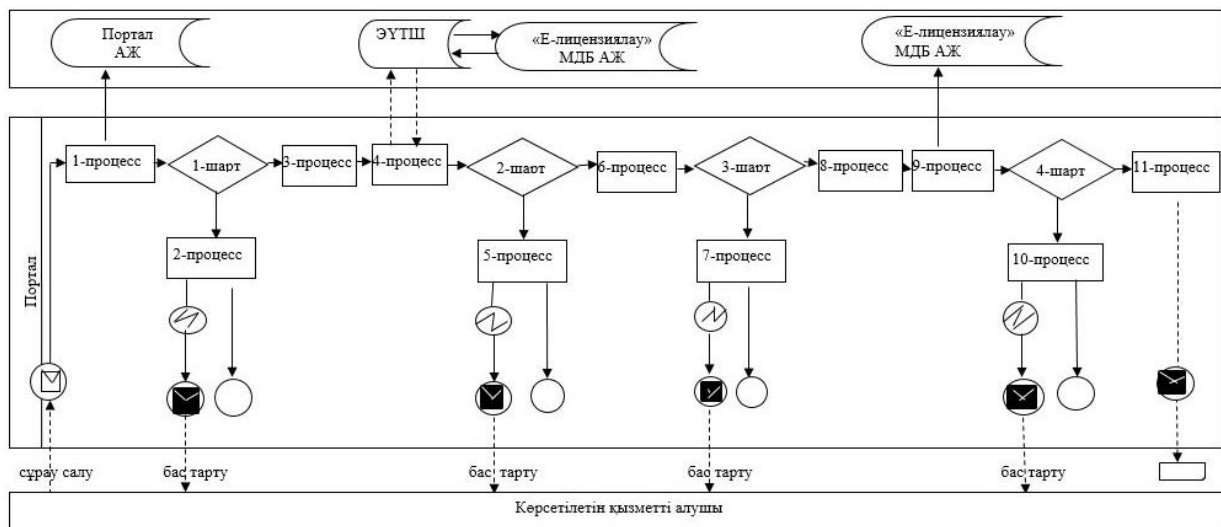 Портал
АЖ
ЭҮТШ
«Е-лицензиялау»
МДБ АЖ
«Е-лицензиялау»
МДБ АЖ
Портал
1-процесс
1-шарт
3-процесс
4-процесс
2-шарт
6-процесс
3-шарт
8-процесс
9-процесс
4-шарт
11-процесс
2-процесс
5-процесс
7-процесс
10-процесс
сұрау салу
бас тарту
бас тарту
бас тарту
бас тарту
Көрсетілетін қызметті алушы